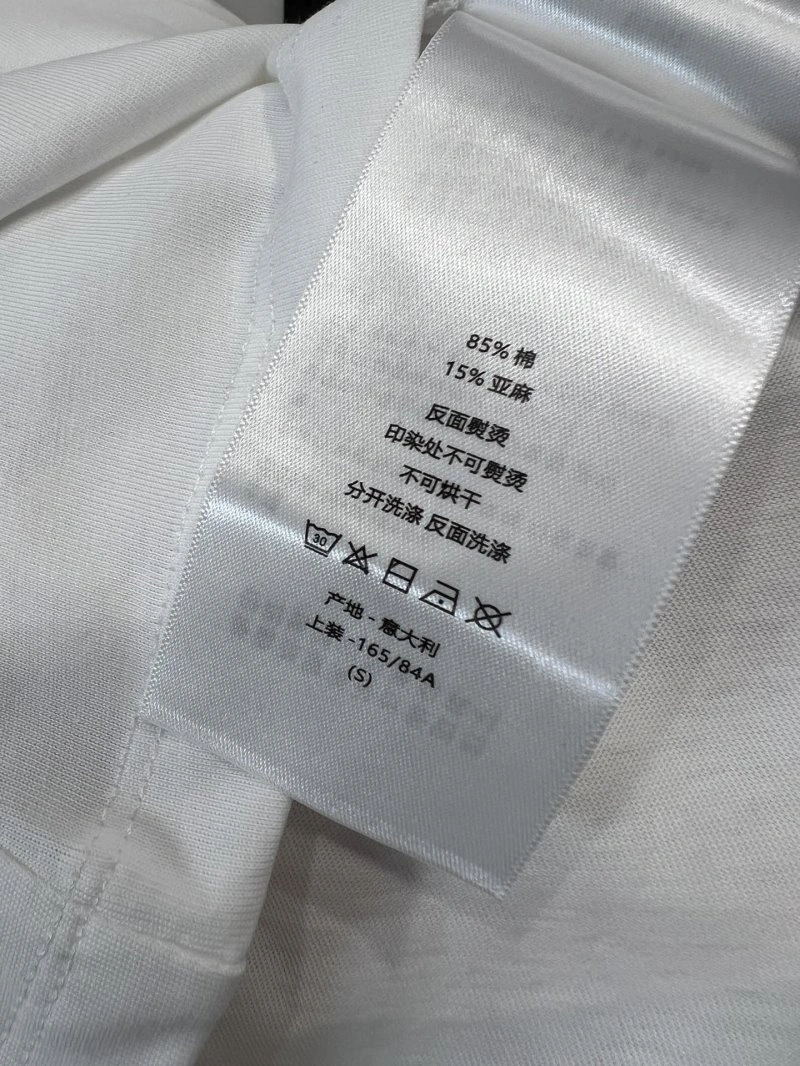 85% 棉
15% 亚麻
反面熨烫
印染处不可熨烫
不可烘干
分开洗涤 反面洗涤
30
产地 - 意大利
上装 -165/84A
(S)